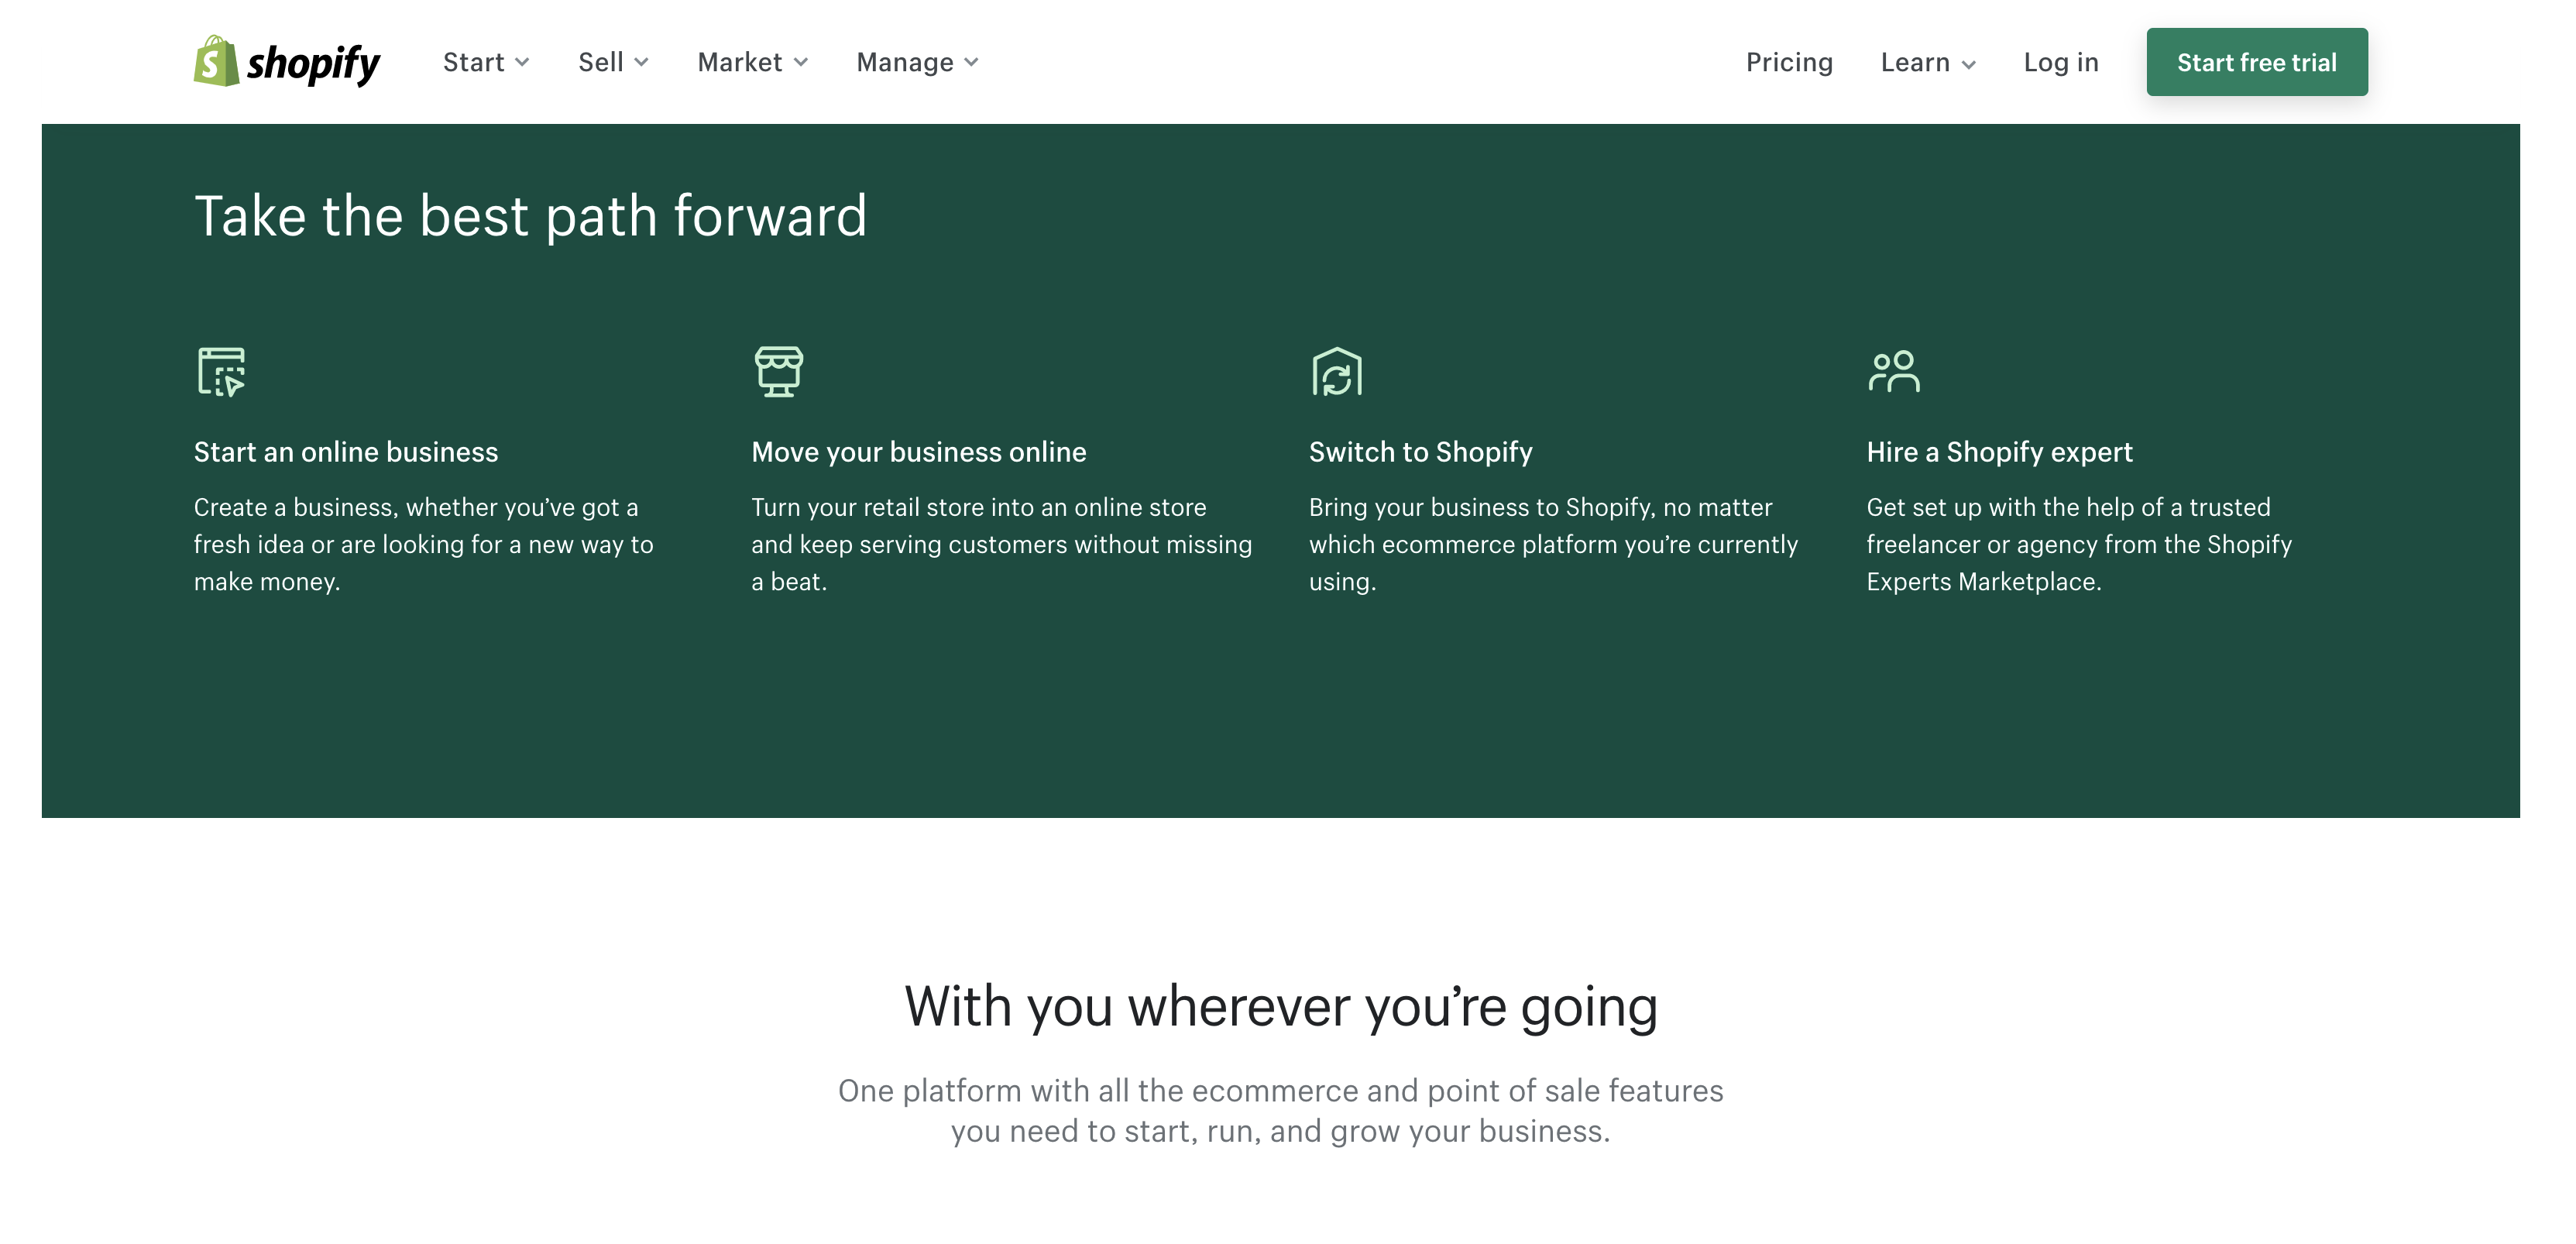 shopify
Start
Sell
Market
Manage
Pricing
Learn
Log in
Start free trial
Take the best path forward
Start an online business
Create a business, whether you’ve got a
fresh idea or are looking for a new way to
make money.
Move your business online
Turn your retail store into an online store
and keep serving customers without missing
a beat.
Switch to Shopify
Bring your business to Shopify, no matter
which ecommerce platform you’re currently
using.
Hire a Shopify expert
Get set up with the help of a trusted
freelancer or agency from the Shopify
Experts Marketplace.
With you wherever you’re going
One platform with all the ecommerce and point of sale features
you need to start, run, and grow your business.